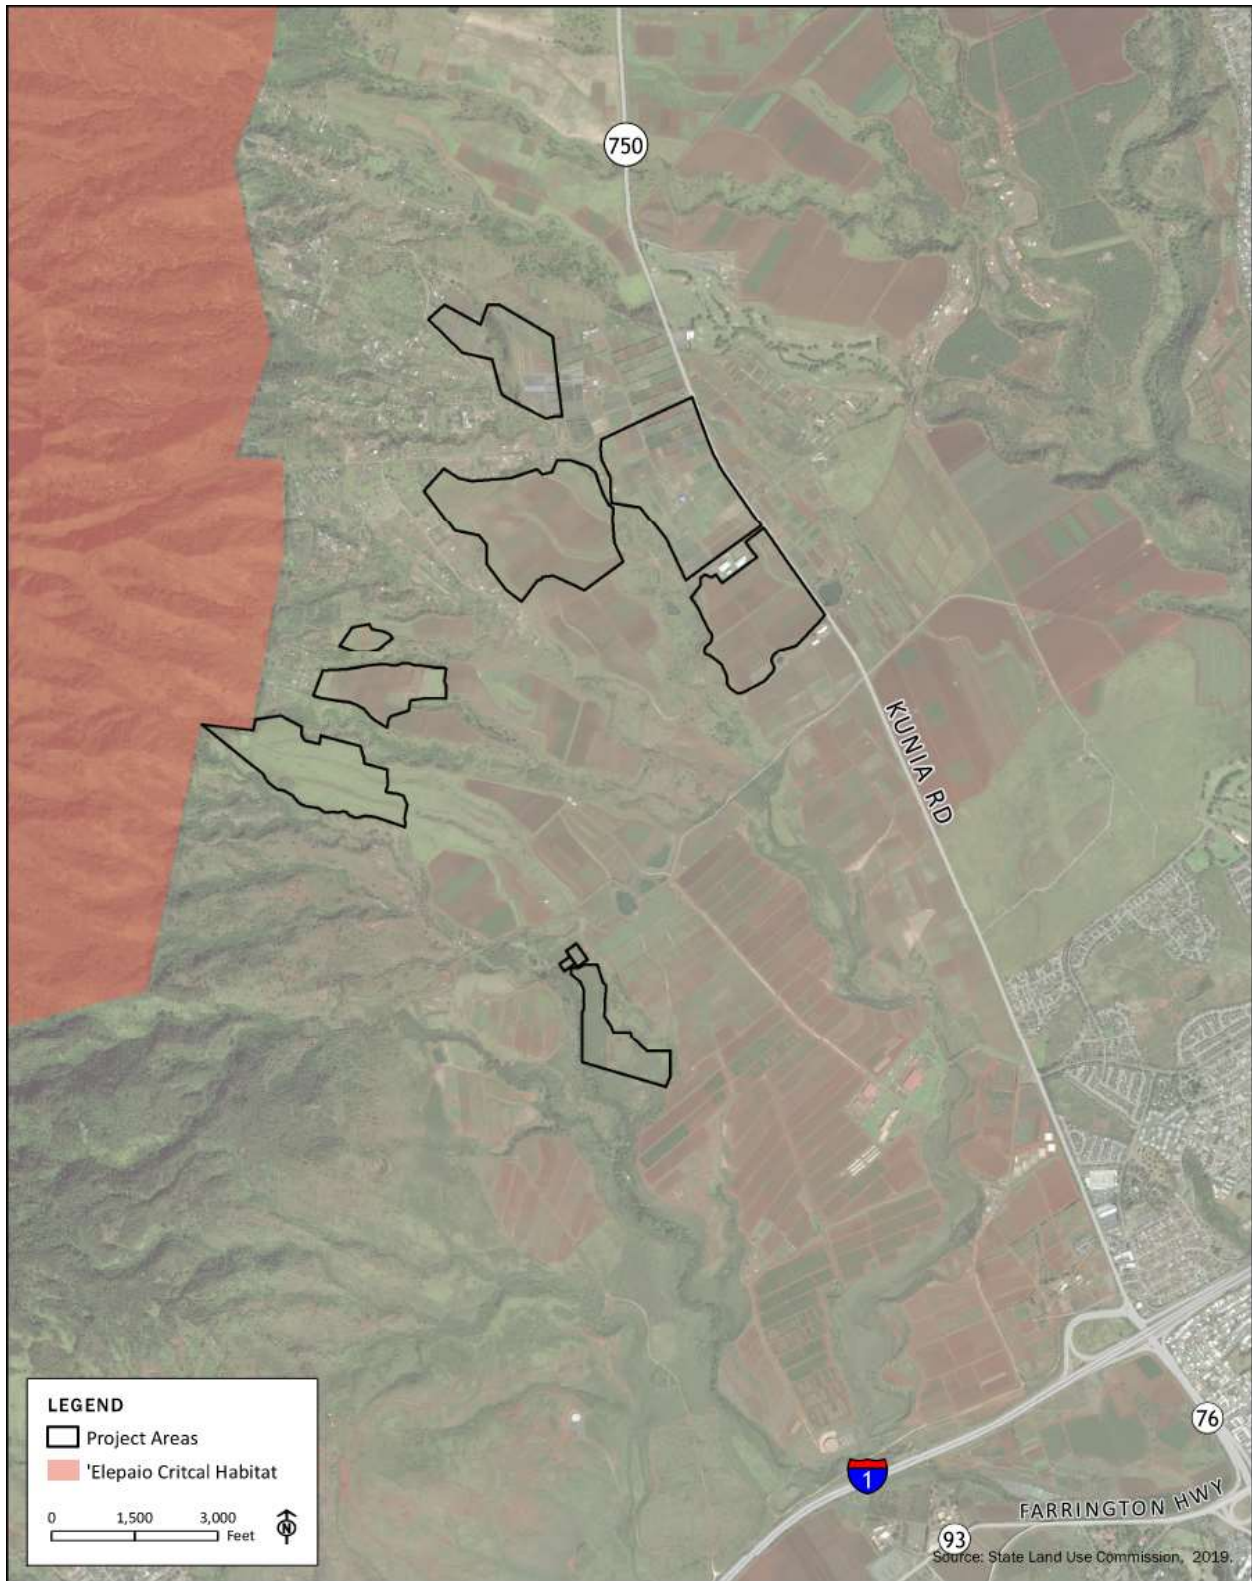 750
KUNIA RD
LEGEND
Project Areas
'Elepaio Critcal Habitat
0 1,500 3,000
Feet
N
1
76
FARRINGTON HWY
93
Source: State Land Use Commission, 2019.